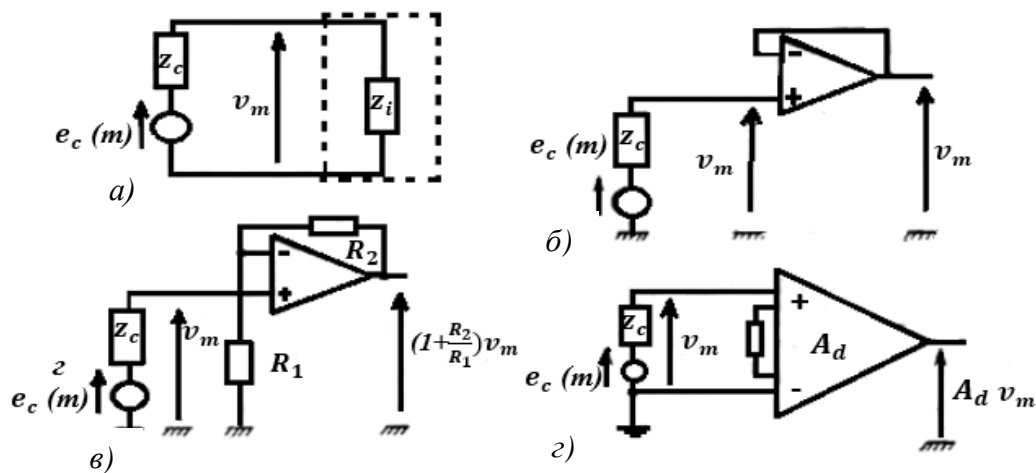 z_c
v_m
z_i
e_c (m)
а)
-
+
z_c
e_c (m)
v_m
v_m
б)
R_2
-
+
z_c
v_m
г
e_c (m)
R_1
(1+\frac{R_2}{R_1})v_m
в)
+
z_c
v_m
A_d
e_c (m)
-
A_d v_m
г)